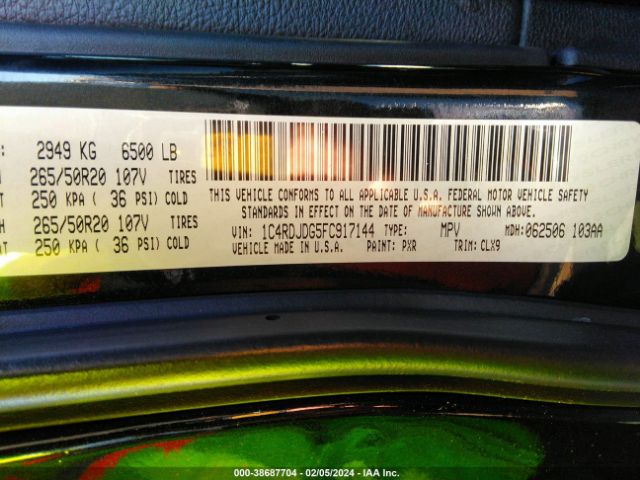 : 2949 KG 6500 LB
265/50R20 107V TIRES
250 KPA ( 36 PSI) COLD
H 265/50R20 107V TIRES
AT 250 KPA ( 36 PSI) COLD
THIS VEHICLE CONFORMS TO ALL APPLICABLE U.S.A. FEDERAL MOTOR VEHICLE SAFETY
STANDARDS IN EFFECT ON THE DATE OF MANUFACTURE SHOWN ABOVE.
VIN: 1C4RDJDG5FC917144 TYPE: MPV MDH: 062506 103AA
VEHICLE MADE IN U.S.A. PAINT: PXR TRIM: CLX9
000-38687704 - 02/05/2024 - IAA Inc.